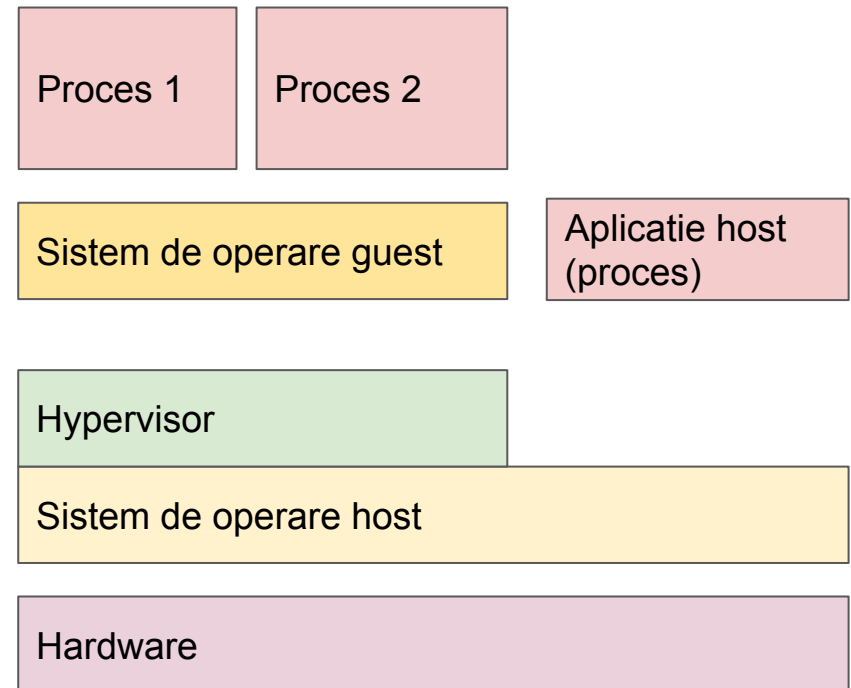 Proces 1
Proces 2
Sistem de operare guest
Aplicatie host
(proces)
Hypervisor
Sistem de operare host
Hardware